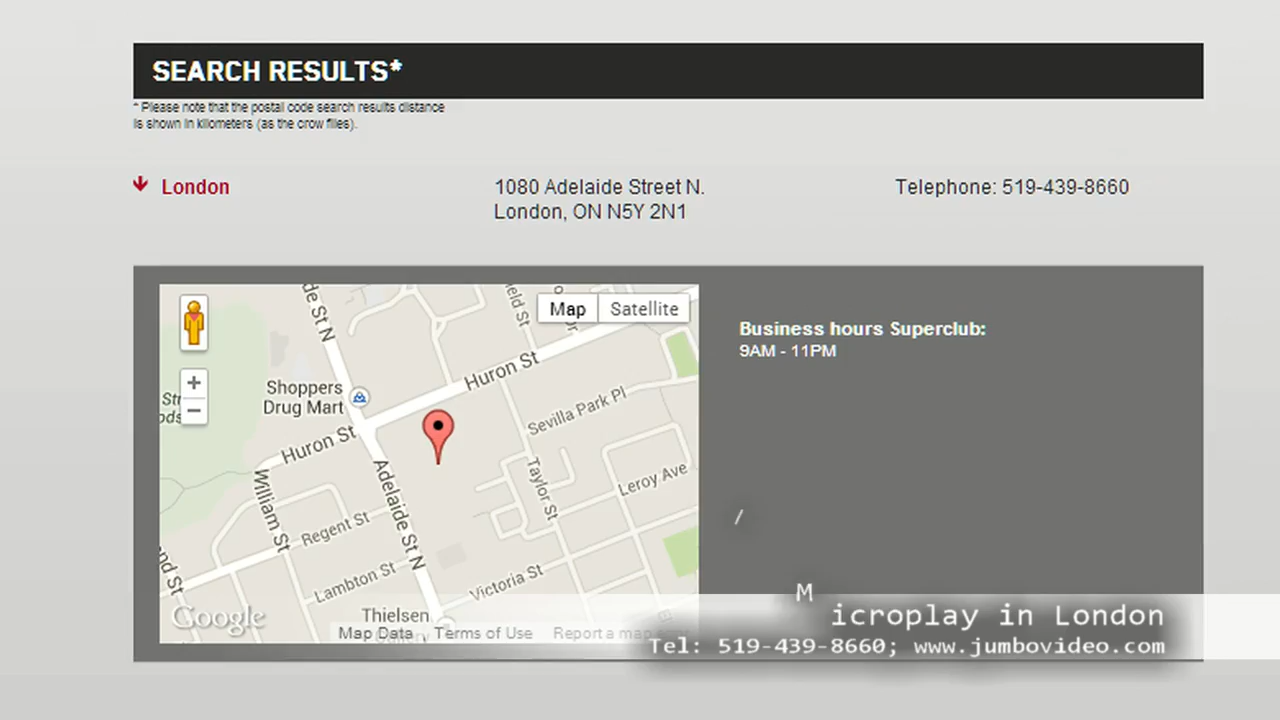 SEARCH RESULTS*
* Please note that the postal code search results distance
is shown in kilometers (as the crow flies).
London
1080 Adelaide Street N.
London, ON N5Y 2N1
Telephone: 519-439-8660
Map
Satellite
de St N
Huron St
Shoppers
Drug Mart
Sevilla Park Pl
Huron St
Adelaide St N
Taylor St
Leroy Ave
William St
Regent St
Lambton St
Victoria St
Thielsen
Google
Map Data
Terms of Use
Report a map
Business hours Superclub:
9AM - 11PM
/
M
icroplay in London
Tel: 519-439-8660; www.jumbovideo.com